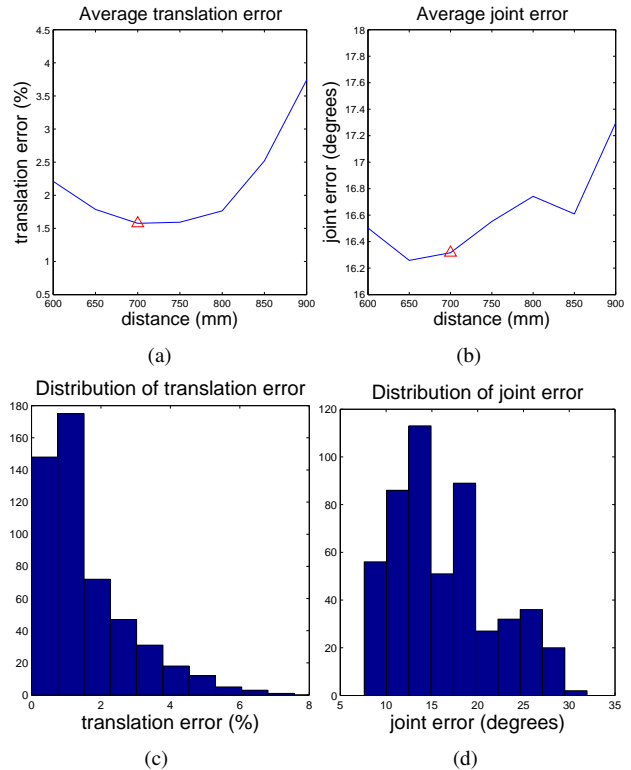 Average translation error
4.5
4
3.5
3
2.5
2
1.5
1
0.5
translation error (%)
600 650 700 750 800 850 900
distance (mm)
(a)
Average joint error
18
17.8
17.6
17.4
17.2
17
16.8
16.6
16.4
16.2
16
joint error (degrees)
600 650 700 750 800 850 900
distance (mm)
(b)
Distribution of translation error
180
160
140
120
100
80
60
40
20
0
0 2 4 6 8
translation error (%)
(c)
Distribution of joint error
120
100
80
60
40
20
0
5 10 15 20 25 30 35
joint error (degrees)
(d)